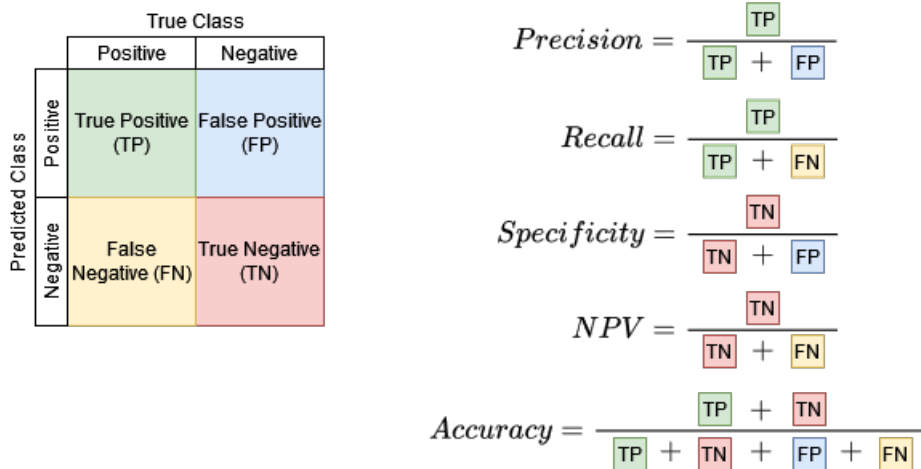 True Class
Positive Negative
Predicted Class
Positive
True Positive (TP)
False Positive (FP)
Negative
False Negative (FN)
True Negative (TN)
Precision = TP / TP + FP
Recall = TP / TP + FN
Specificity = TN / TN + FP
NPV = TN / TN + FN
Accuracy = TP + TN / TP + TN + FP + FN